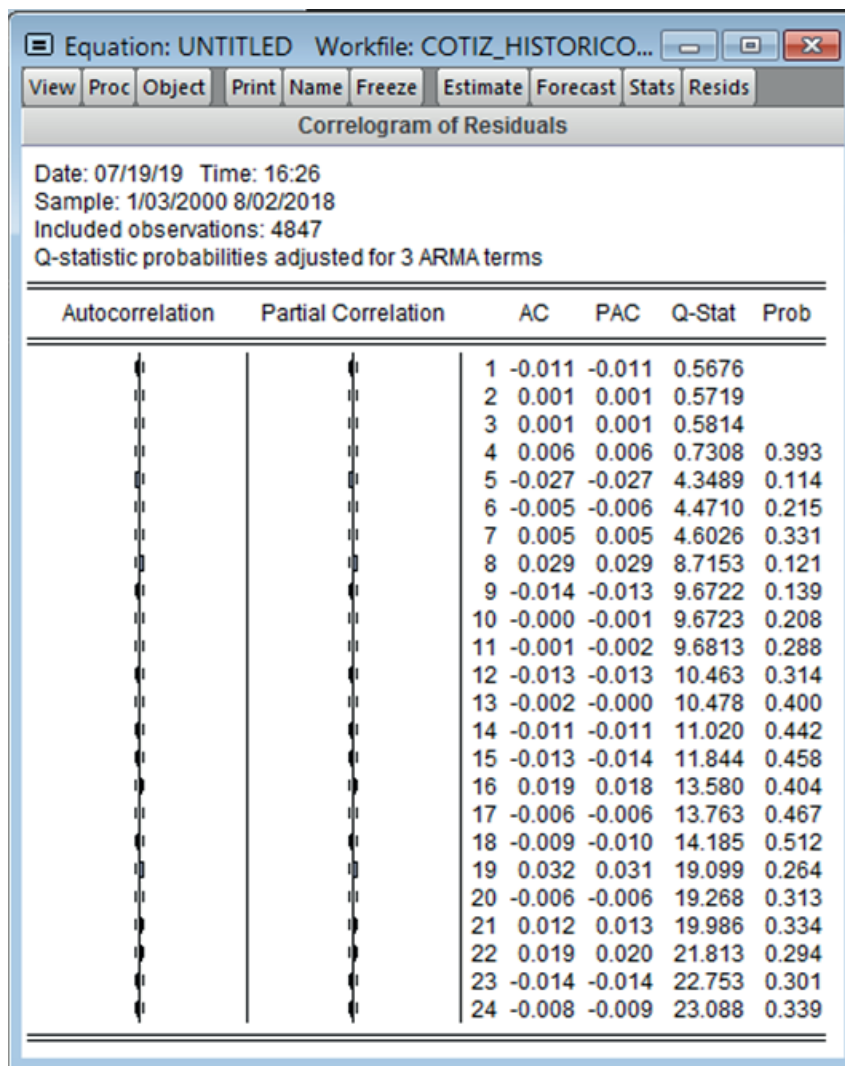 Equation: UNTITLED Workfile: COTIZ_HISTORICO...
View Proc Object Print Name Freeze Estimate Forecast Stats Resids
Correlogram of Residuals
Date: 07/19/19 Time: 16:26
Sample: 1/03/2000 8/02/2018
Included observations: 4847
Q-statistic probabilities adjusted for 3 ARMA terms
Autocorrelation Partial Correlation AC PAC Q-Stat Prob
1 -0.011 -0.011 0.5676
2 0.001 0.001 0.5719
3 0.001 0.001 0.5814
4 0.006 0.006 0.7308 0.393
5 -0.027 -0.027 4.3489 0.114
6 -0.005 -0.006 4.4710 0.215
7 0.005 0.005 4.6026 0.331
8 0.029 0.029 8.7153 0.121
9 -0.014 -0.013 9.6722 0.139
10 -0.000 -0.001 9.6723 0.208
11 -0.001 -0.002 9.6813 0.288
12 -0.013 -0.013 10.463 0.314
13 -0.002 -0.000 10.478 0.400
14 -0.011 -0.011 11.020 0.442
15 -0.013 -0.014 11.844 0.458
16 0.019 0.018 13.580 0.404
17 -0.006 -0.006 13.763 0.467
18 -0.009 -0.010 14.185 0.512
19 0.032 0.031 19.099 0.264
20 -0.006 -0.006 19.268 0.313
21 0.012 0.013 19.986 0.334
22 0.019 0.020 21.813 0.294
23 -0.014 -0.014 22.753 0.301
24 -0.008 -0.009 23.088 0.339